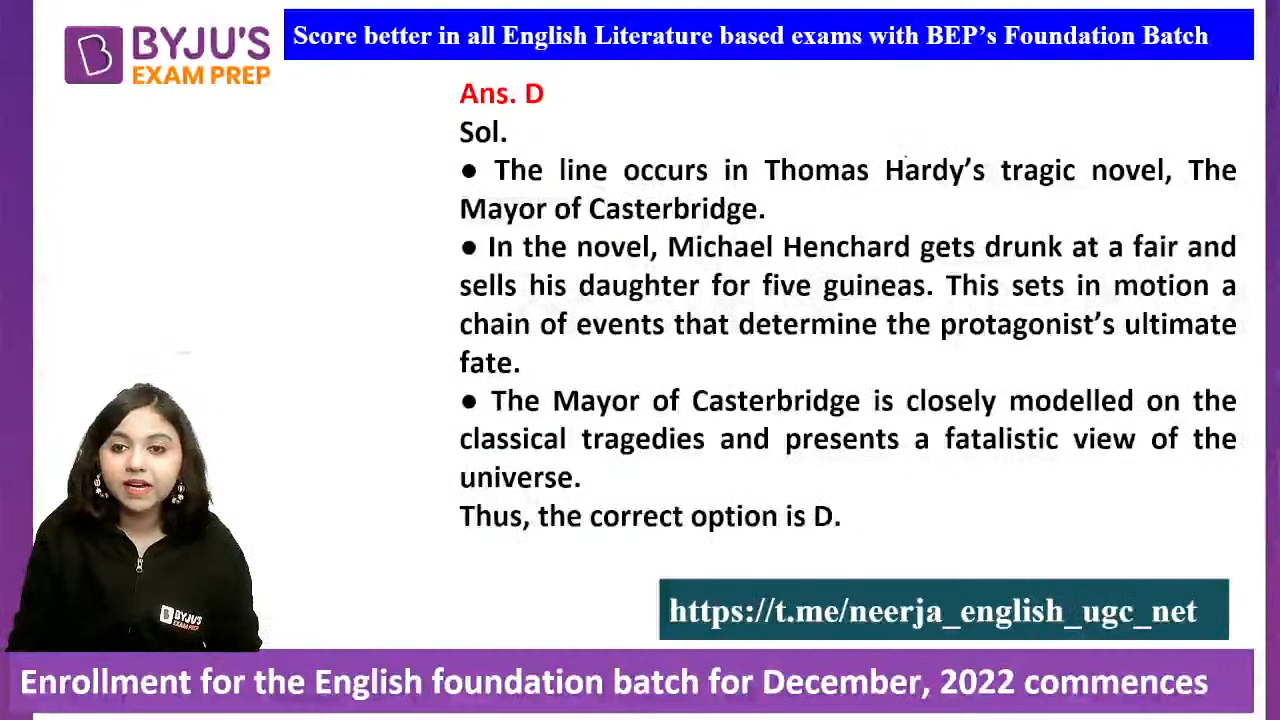 BYJU'S
EXAM PREP
Score better in all English Literature based exams with BEP's Foundation Batch
Ans. D
Sol.
● The line occurs in Thomas Hardy's tragic novel, The
Mayor of Casterbridge.
● In the novel, Michael Henchard gets drunk at a fair and
sells his daughter for five guineas. This sets in motion a
chain of events that determine the protagonist's ultimate
fate.
● The Mayor of Casterbridge is closely modelled on the
classical tragedies and presents a fatalistic view of the
universe.
Thus, the correct option is D.
BYJU'S
EXAM PREP
https://t.me/neerja_english_ugc_net
Enrollment for the English foundation batch for December, 2022 commences